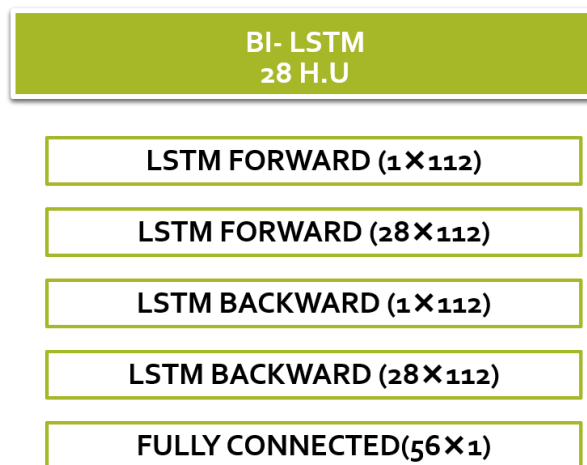 BI- LSTM
28 H.U
LSTM FORWARD (1×112)
LSTM FORWARD (28×112)
LSTM BACKWARD (1×112)
LSTM BACKWARD (28×112)
FULLY CONNECTED(56×1)